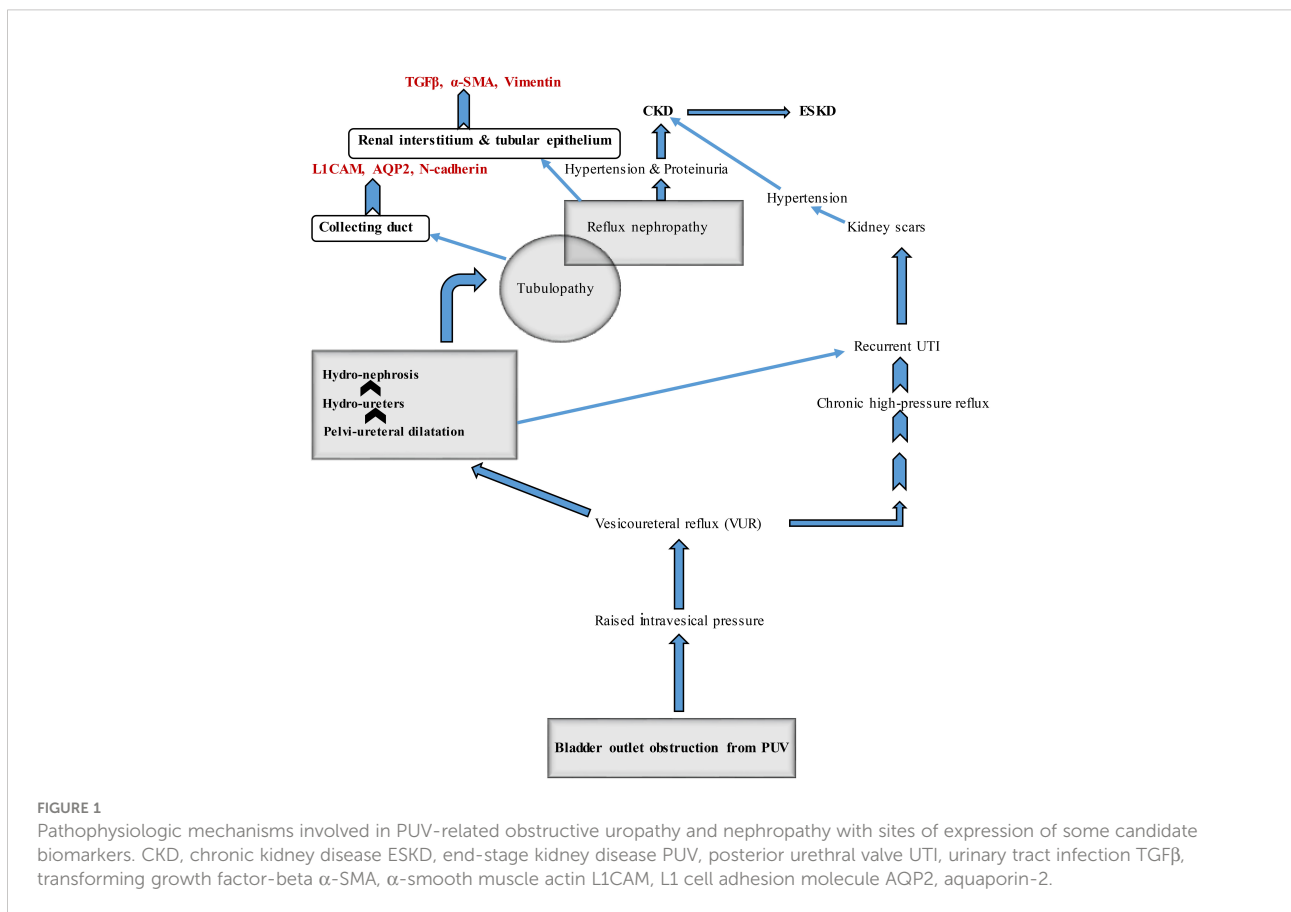 TGFβ, α-SMA, Vimentin
CKD
ESKD
Renal interstitium & tubular epithelium
L1CAM, AQP2, N-cadherin
Hypertension & Proteinuria
Hypertension
Collecting duct
Reflux nephropathy
Kidney scars
Tubulopathy
Recurrent UTI
Hydro-nephrosis
Hydro-ureters
Pelvi-ureteral dilatation
Chronic high-pressure reflux
Vesicoureteral reflux (VUR)
Raised intravesical pressure
Bladder outlet obstruction from PUV
FIGURE 1
Pathophysiologic mechanisms involved in PUV-related obstructive uropathy and nephropathy with sites of expression of some candidate
biomarkers. CKD, chronic kidney disease ESKD, end-stage kidney disease PUV, posterior urethral valve UTI, urinary tract infection TGFβ,
transforming growth factor-beta α-SMA, α-smooth muscle actin L1CAM, L1 cell adhesion molecule AQP2, aquaporin-2.